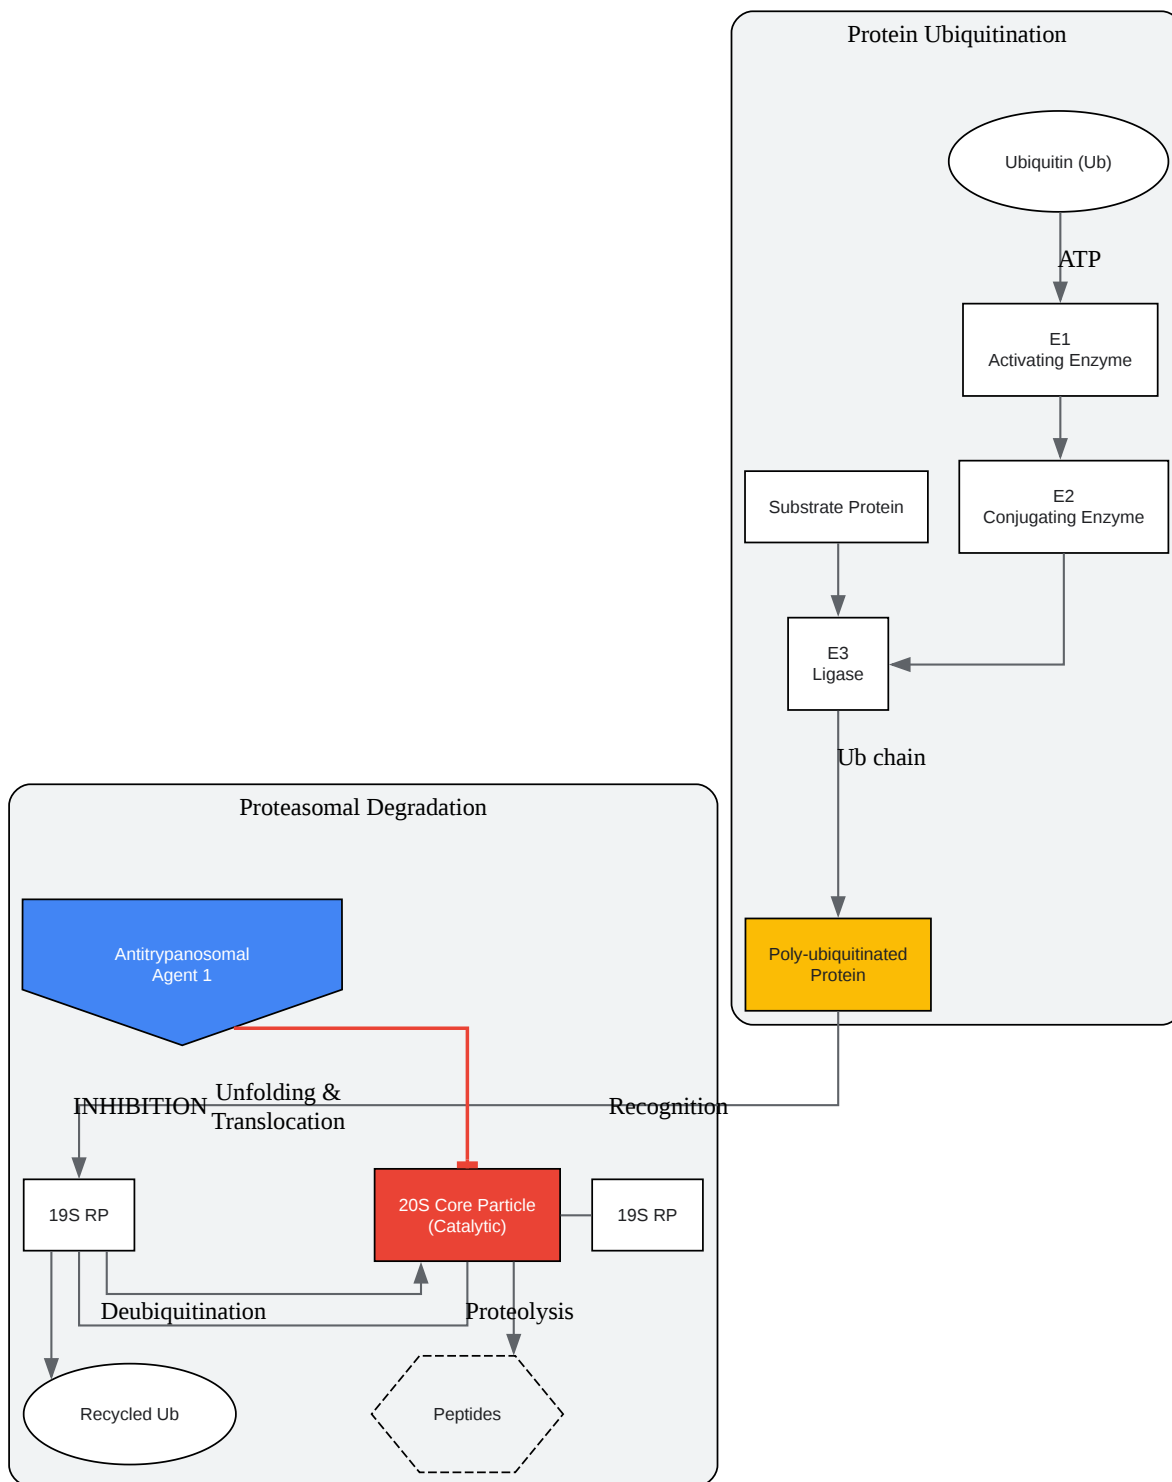 Protein Ubiquitination
Ubiquitin (Ub)
ATP
E1
Activating Enzyme
E2
Conjugating Enzyme
Substrate Protein
E3
Ligase
Ub chain
Poly-ubiquitinated
Protein
Proteasomal Degradation
Antitrypanosomal
Agent 1
INHIBITION
Unfolding &
Translocation
Recognition
19S RP
20S Core Particle
(Catalytic)
19S RP
Deubiquitination
Proteolysis
Recycled Ub
Peptides